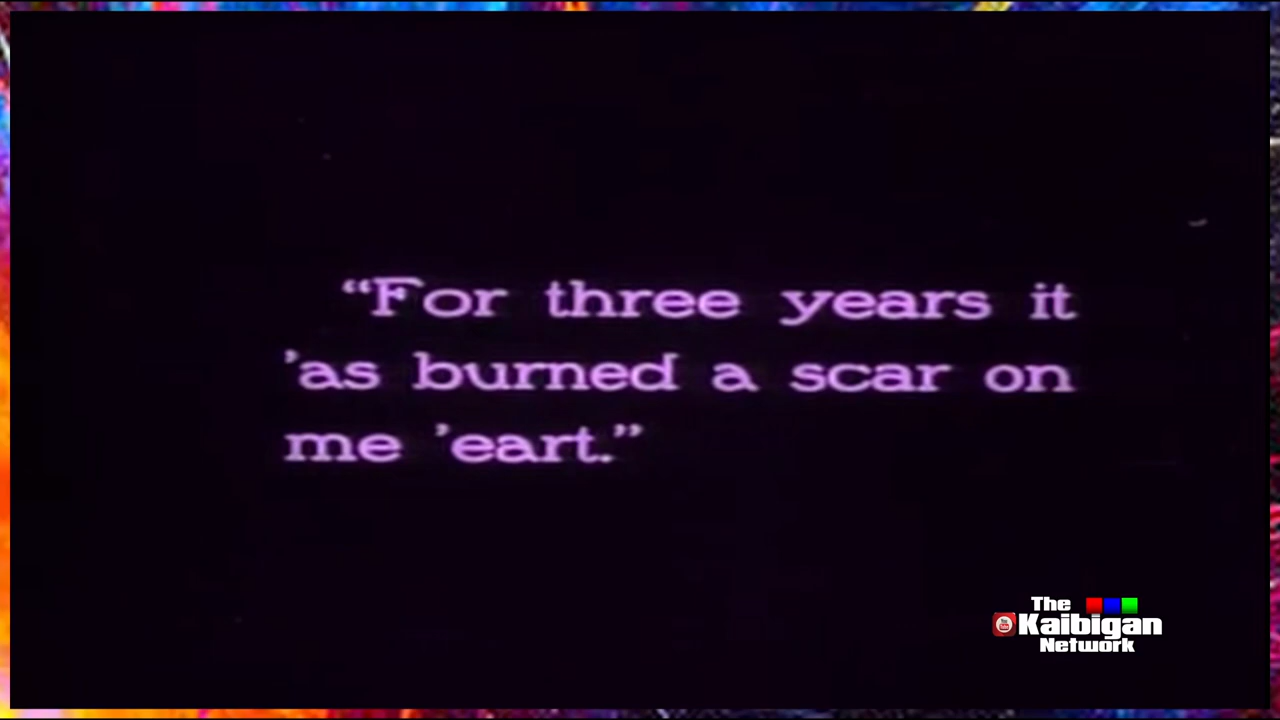 “For three years it
’as burned a scar on
me ’eart.”
The
Kaibigan
Network